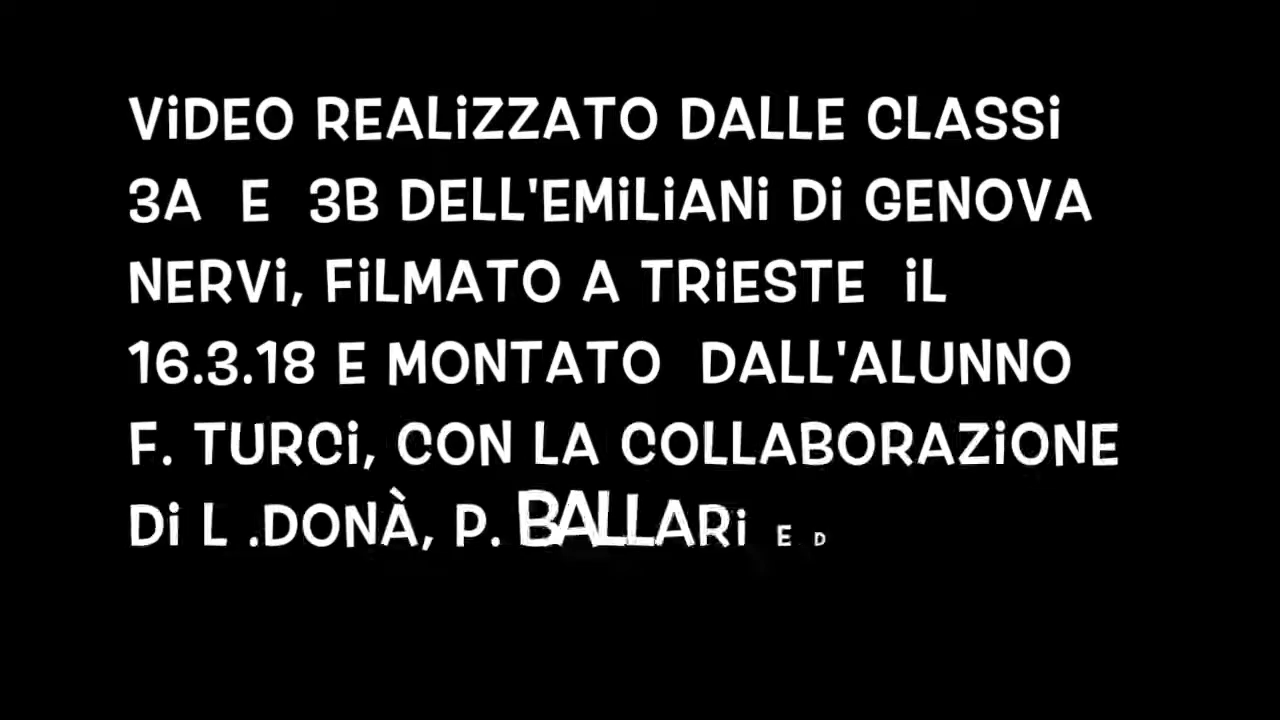 ViDEO REALiZZATO DALLE CLASSi
3A E 3B DELL'EMiLiANi Di GENOVA
NERVi, FiLMATO A TRiESTE iL
16.3.18 E MONTATO DALL'ALUNNO
F. TURCi, CON LA COLLABORAZiONE
Di L .DONÀ, P. BALLARi E D